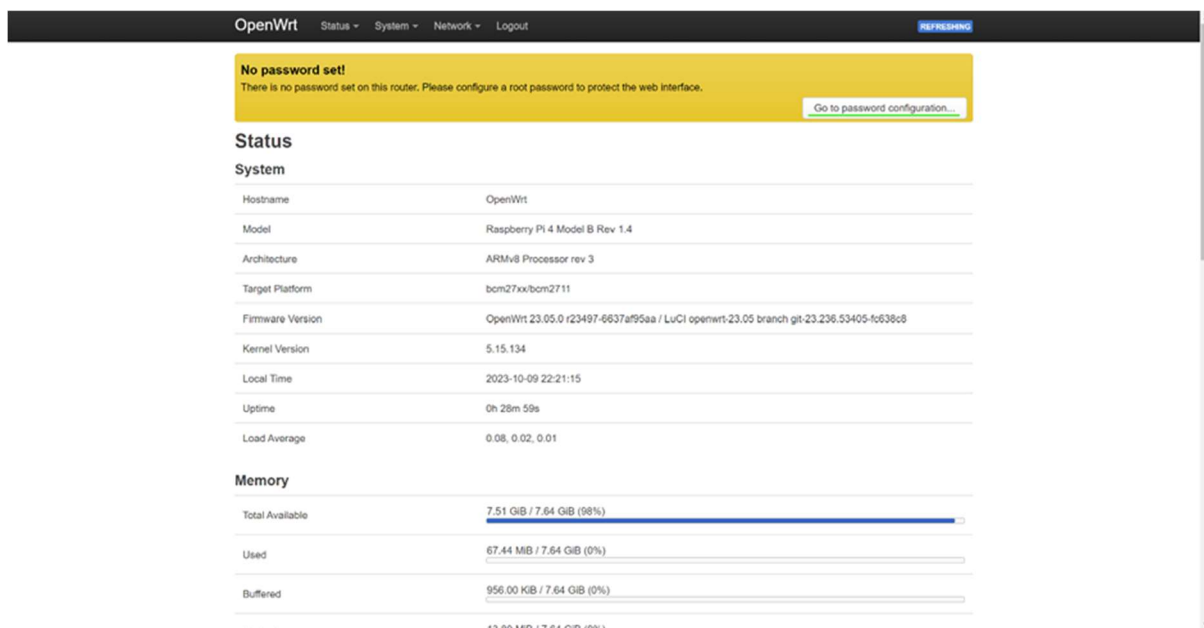 OpenWrt Status System Network Logout REFRESHING
No password set!
There is no password set on this router. Please configure a root password to protect the web interface.
Go to password configuration...
Status
System
Hostname OpenWrt
Model Raspberry Pi 4 Model B Rev 1.4
Architecture ARMv8 Processor rev 3
Target Platform bcm27xx/bcm2711
Firmware Version OpenWrt 23.05.0 r23497-6637af95aa / LuCI openwrt-23.05 branch git-23.236.53405-fc638c8
Kernel Version 5.15.134
Local Time 2023-10-09 22:21:15
Uptime 0h 28m 59s
Load Average 0.08, 0.02, 0.01
Memory
Total Available 7.51 GiB / 7.64 GiB (98%)
Used 67.44 MiB / 7.64 GiB (0%)
Buffered 956.00 KiB / 7.64 GiB (0%)